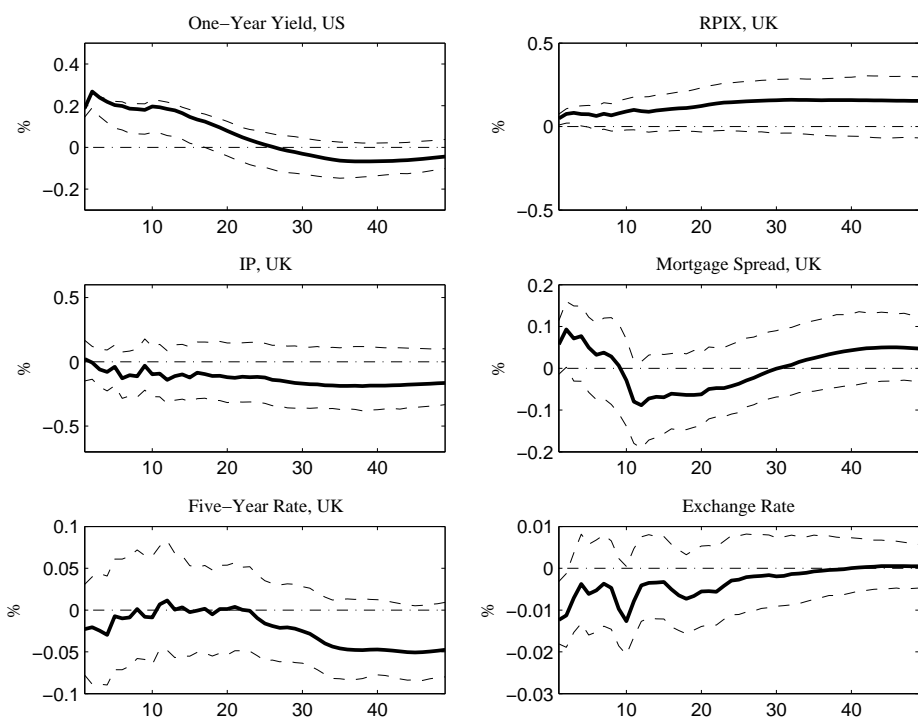 One−Year Yield, US
%
0.4
0.2
0
−0.2
10 20 30 40
RPIX, UK
%
0.5
0
−0.5
10 20 30 40
IP, UK
%
0.5
0
−0.5
10 20 30 40
Mortgage Spread, UK
%
0.2
0.1
0
−0.1
−0.2
10 20 30 40
Five−Year Rate, UK
%
0.1
0.05
0
−0.05
−0.1
10 20 30 40
Exchange Rate
%
0.01
0
−0.01
−0.02
−0.03
10 20 30 40